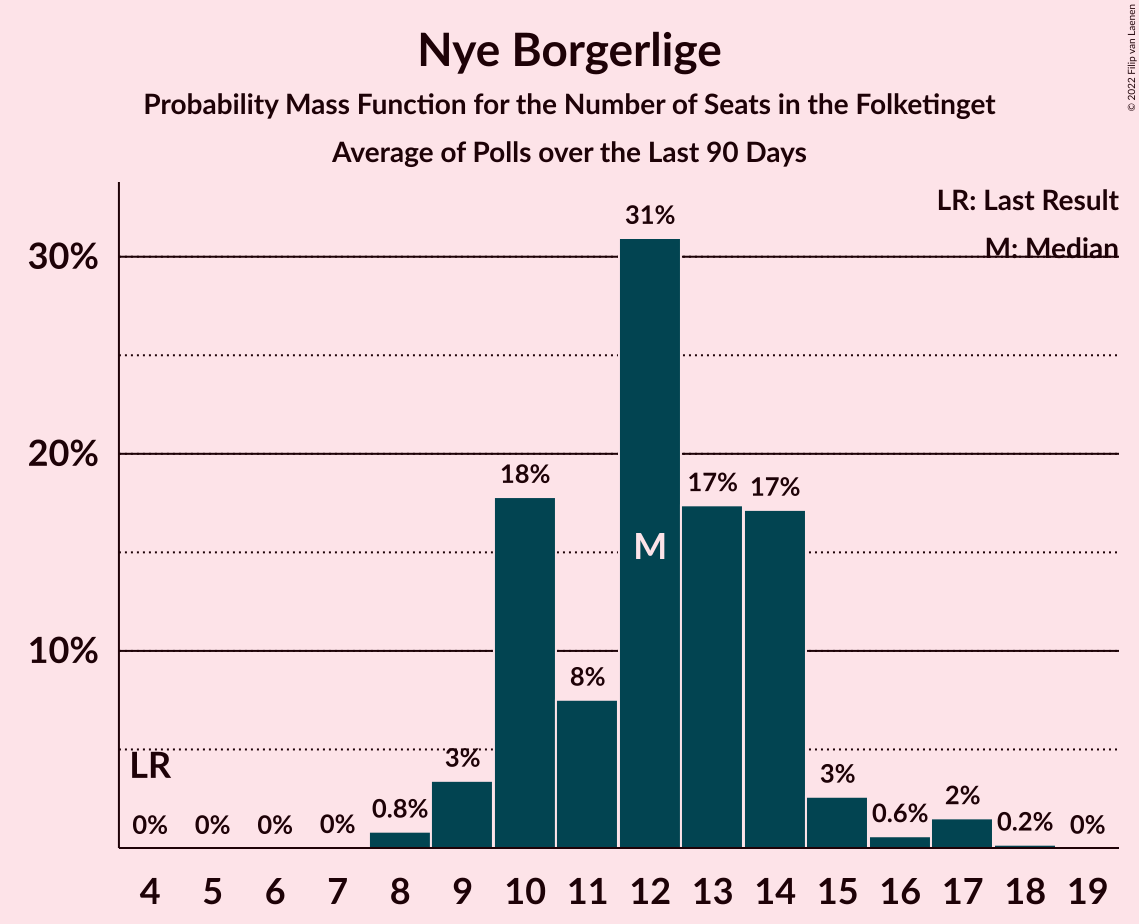 Nye Borgerlige
Probability Mass Function for the Number of Seats in the Folketinget
Average of Polls over the Last 90 Days
© 2022 Filip van Laenen
LR: Last Result
M: Median
30%
20%
10%
31%
18%
17%
17%
M
8%
LR
3%
3%
2%
0.8%
0.6%
0.2%
0%
0%
0%
0%
0%
4 5 6 7 8 9 10 11 12 13 14 15 16 17 18 19